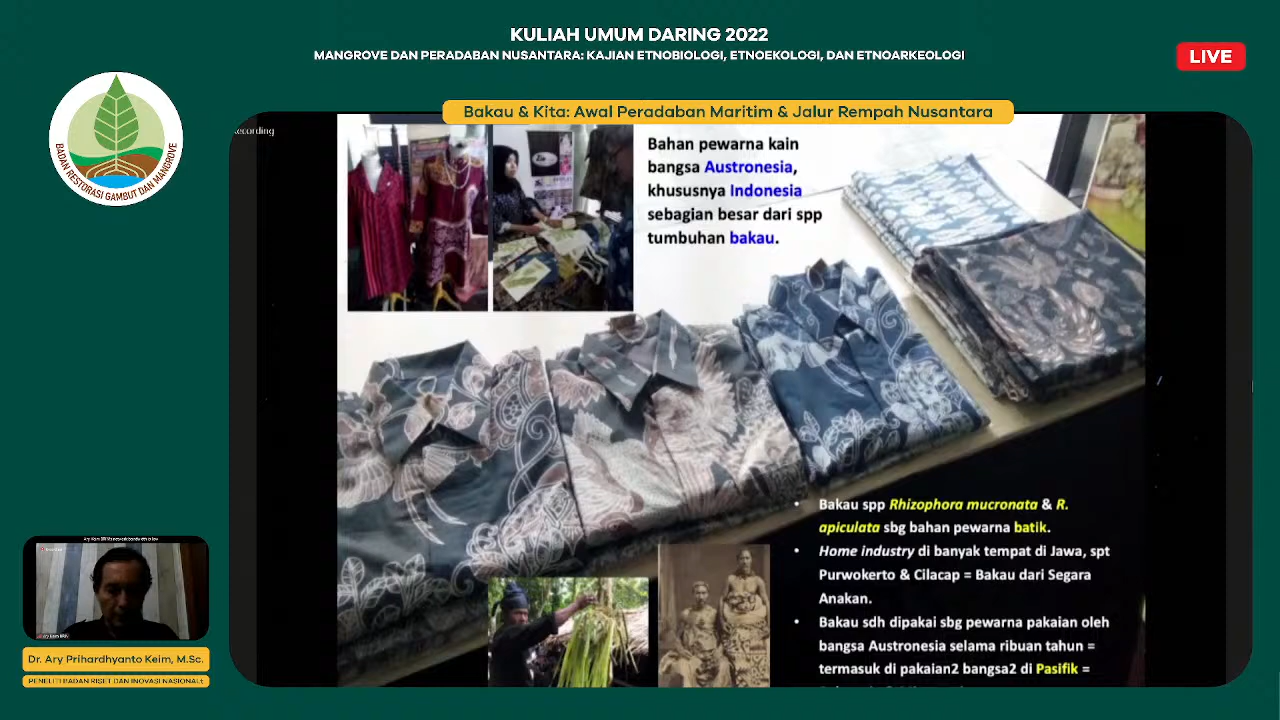 KULIAH UMUM DARING 2022
MANGROVE DAN PERADABAN NUSANTARA: KAJIAN ETNOBIOLOGI, ETNOEKOLOGI, DAN ETNOARKEOLOGI
LIVE
Bakau & Kita: Awal Peradaban Maritim & Jalur Rempah Nusantara
BADAN RESTORASI GAMBUT DAN MANGROVE
ecording
Bahan pewarna kain
bangsa Austronesia,
khususnya Indonesia
sebagian besar dari spp
tumbuhan bakau.
• Bakau spp Rhizophora mucronata & R.
apiculata sbg bahan pewarna batik.
• Home industry di banyak tempat di Jawa, spt
Purwokerto & Cilacap = Bakau dari Segara
Anakan.
• Bakau sdh dipakai sbg pewarna pakaian oleh
bangsa Austronesia selama ribuan tahun =
termasuk di pakaian2 bangsa2 di Pasifik =
Dr. Ary Prihardhyanto Keim, M.Sc.
PENELITI BADAN RISET DAN INOVASI NASIONALt